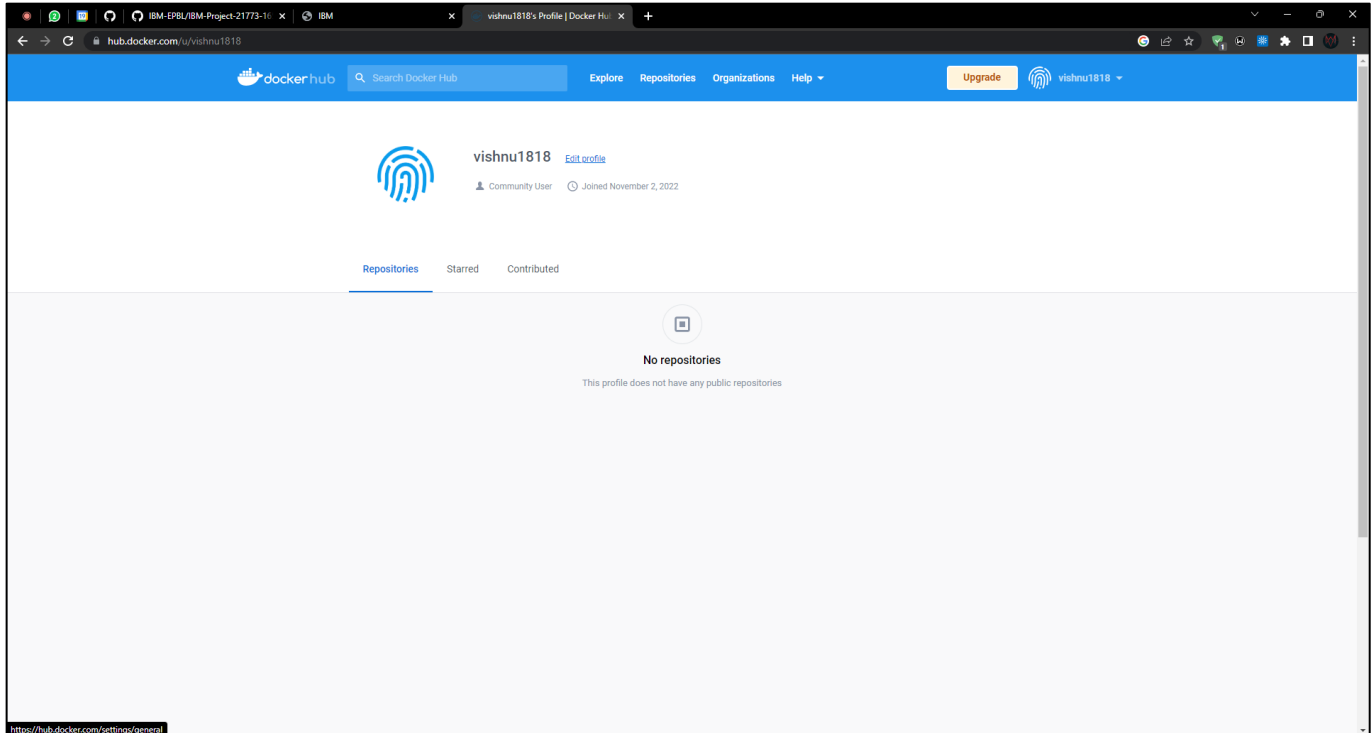 IBM-EPBL/IBM-Project-21773-16
IBM
vishnu1818's Profile | Docker Hu
hub.docker.com/u/vishnu1818
dockerhub Search Docker Hub Explore Repositories Organizations Help Upgrade vishnu1818
vishnu1818 Edit profile
Community User Joined November 2, 2022
Repositories Starred Contributed
No repositories
This profile does not have any public repositories
https://hub.docker.com/settings/general